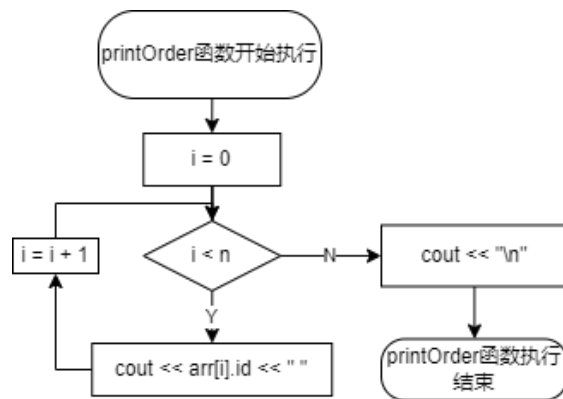 printOrder函数开始执行
i = 0
i < n
N
cout << "\n"
i = i + 1
Y
cout << arr[i].id << " "
printOrder函数执行
结束